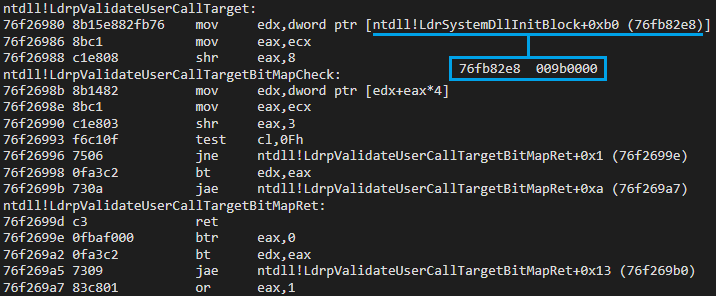 ntdll!LdrpValidateUserCallTarget:
76f26980 8b15e882fb76 mov edx,dword ptr [ntdll!LdrSystemDllInitBlock+0xb0 (76fb82e8)]
76f26986 8bc1 mov eax,ecx
76f26988 c1e808 shr eax,8
76fb82e8 009b0000
ntdll!LdrpValidateUserCallTargetBitMapCheck:
76f2698b 8b1482 mov edx,dword ptr [edx+eax*4]
76f2698e 8bc1 mov eax,ecx
76f26990 c1e803 shr eax,3
76f26993 f6c10f test cl,0Fh
76f26996 7506 jne ntdll!LdrpValidateUserCallTargetBitMapRet+0x1 (76f2699e)
76f26998 0fa3c2 bt edx,eax
76f2699b 730a jae ntdll!LdrpValidateUserCallTargetBitMapRet+0xa (76f269a7)
ntdll!LdrpValidateUserCallTargetBitMapRet:
76f2699d c3 ret
76f2699e 0fbaf000 btr eax,0
76f269a2 0fa3c2 bt edx,eax
76f269a5 7309 jae ntdll!LdrpValidateUserCallTargetBitMapRet+0x13 (76f269b0)
76f269a7 83c801 or eax,1